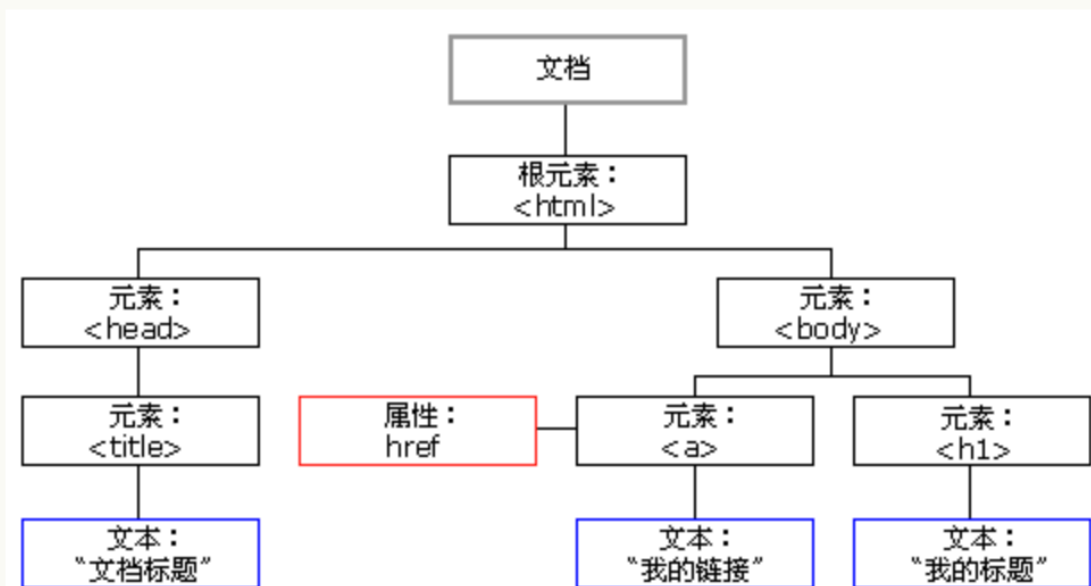 文档
根元素：
<html>
元素：
<head>
元素：
<body>
元素：
<title>
属性：
href
元素：
<a>
元素：
<h1>
文本：
“文档标题”
文本：
“我的链接”
文本：
“我的标题”